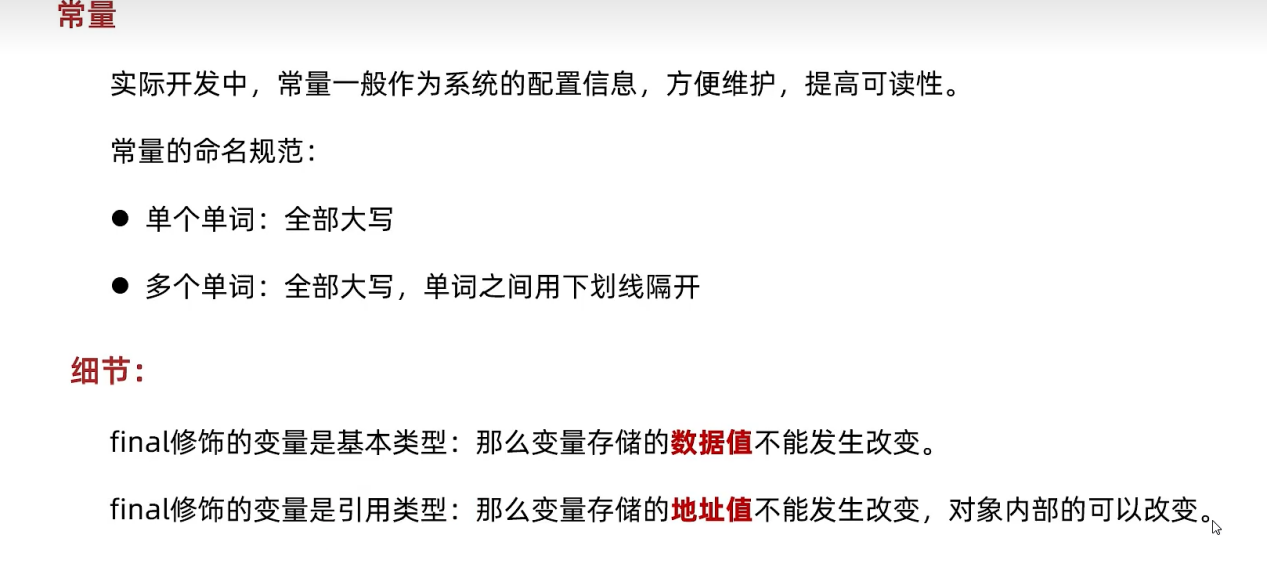 常量
实际开发中，常量一般作为系统的配置信息，方便维护，提高可读性。
常量的命名规范：
● 单个单词：全部大写
● 多个单词：全部大写，单词之间用下划线隔开
细节：
final修饰的变量是基本类型：那么变量存储的数据值不能发生改变。
final修饰的变量是引用类型：那么变量存储的地址值不能发生改变，对象内部的可以改变。